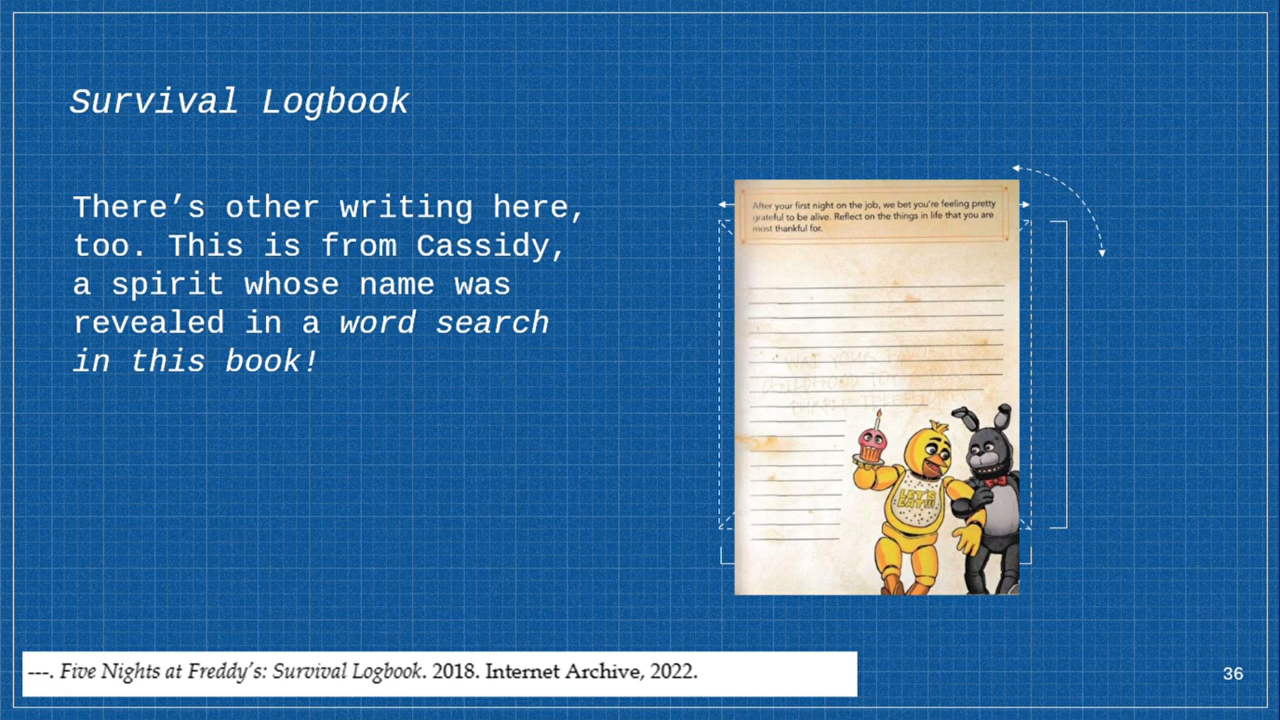 Survival Logbook
There’s other writing here,
too. This is from Cassidy,
a spirit whose name was
revealed in a word search
in this book!
After your first night on the job, we bet you're feeling pretty
grateful to be alive. Reflect on the things in life that you are
most thankful for.
LET'S
EAT!!!
---. Five Nights at Freddy’s: Survival Logbook. 2018. Internet Archive, 2022.
36